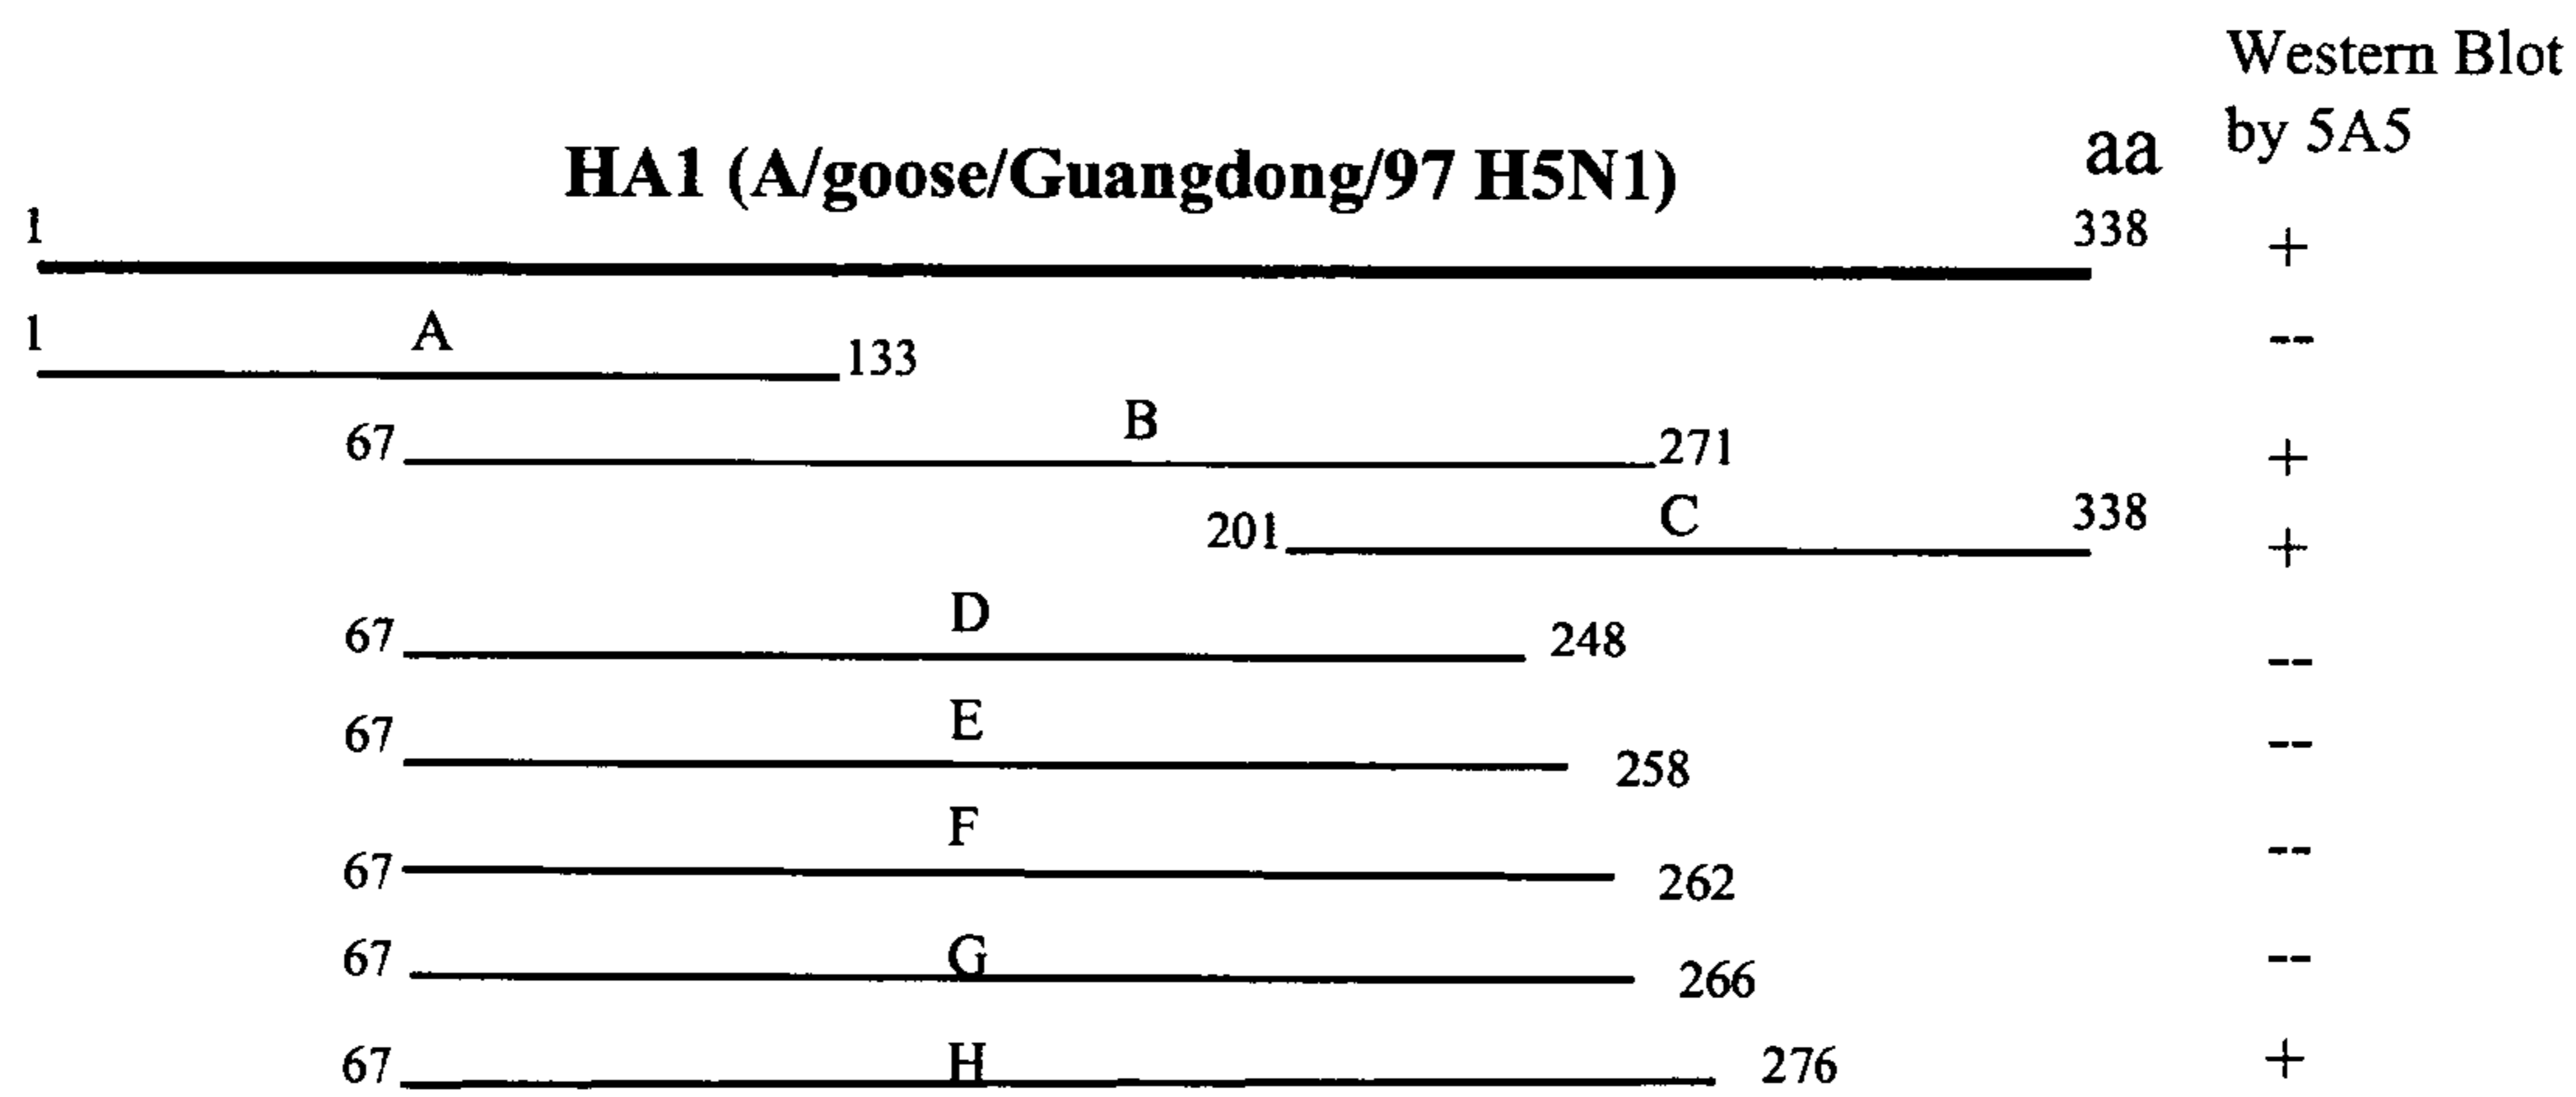 Western Blot
by 5A5
HA1 (A/goose/Guangdong/97 H5N1)
aa
1
338
+
1
A
133
--
67
B
271
+
201
C
338
+
67
D
248
--
67
E
258
--
67
F
262
--
67
G
266
--
67
H
276
+